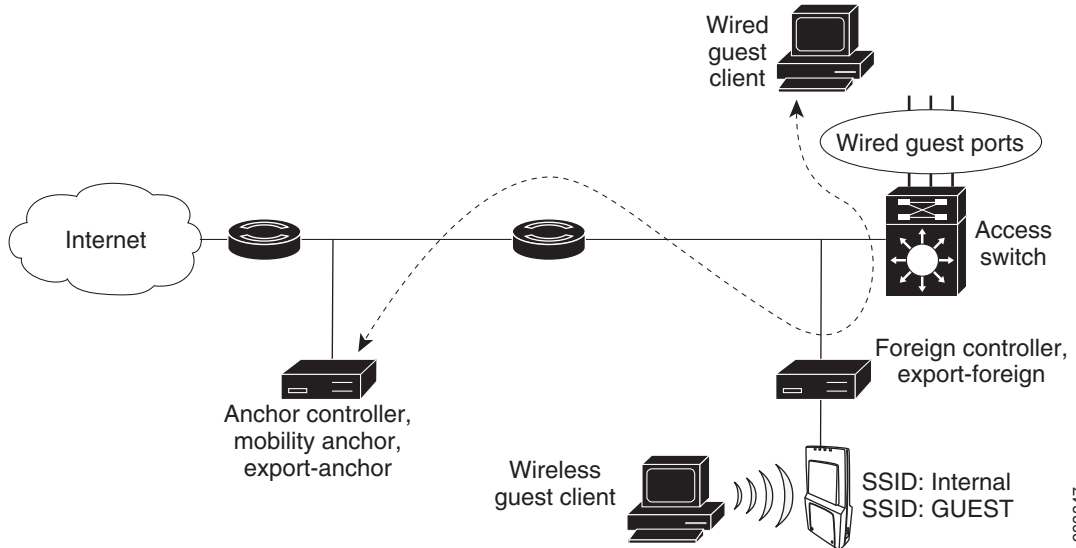 Wired
guest
client
Wired guest ports
Internet
Access
switch
Foreign controller,
export-foreign
Anchor controller,
mobility anchor,
export-anchor
Wireless
guest client
SSID: Internal
SSID: GUEST